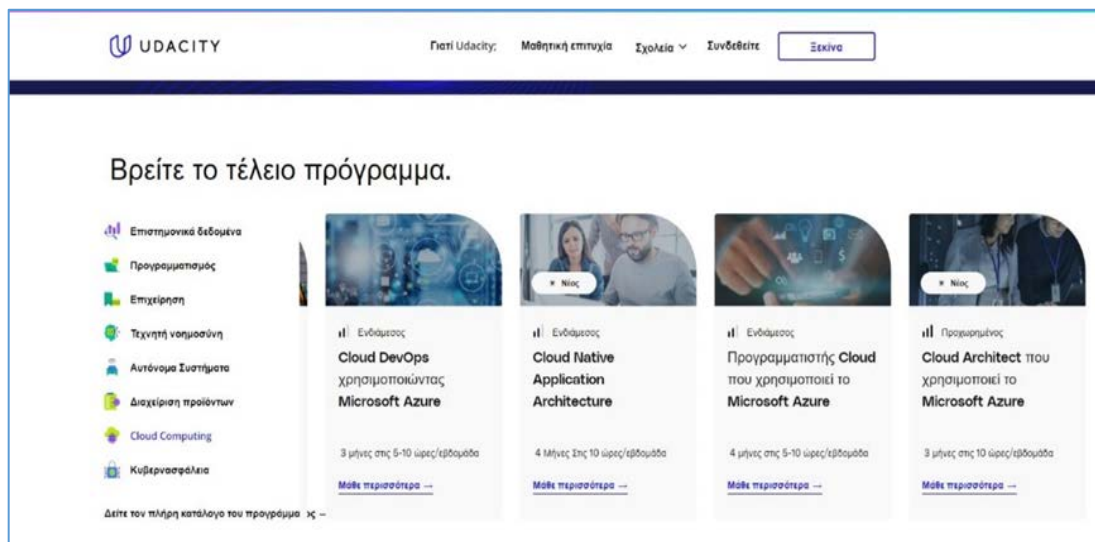 UDACITY
Γιατί Udacity; Μαθητική επιτυχία Σχολεία Συνδεθείτε Ξεκίνα
Βρείτε το τέλειο πρόγραμμα.
Επιστημονικά δεδομένα
Προγραμματισμός
Επιχείρηση
Τεχνητή νοημοσύνη
Αυτόνομα Συστήματα
Διαχείριση προϊόντων
Cloud Computing
Κυβερνασφάλεια
Δείτε τον πλήρη κατάλογο του προγράμμα ος –
Ενδιάμεσος
Cloud DevOps
χρησιμοποιώντας
Microsoft Azure
3 μήνες στις 5-10 ώρες/εβδομάδα
Μάθε περισσότερα →
Νέος
Ενδιάμεσος
Cloud Native
Application
Architecture
4 Μήνες Στις 10 ώρες/εβδομάδα
Μάθε περισσότερα →
Ενδιάμεσος
Προγραμματιστής Cloud
που χρησιμοποιεί το
Microsoft Azure
4 μήνες στις 5-10 ώρες/εβδομάδα
Μάθε περισσότερα →
Νέος
Προχωρημένος
Cloud Architect που
χρησιμοποιεί το
Microsoft Azure
3 μήνες στις 10 ώρες/εβδομάδα
Μάθε περισσότερα →